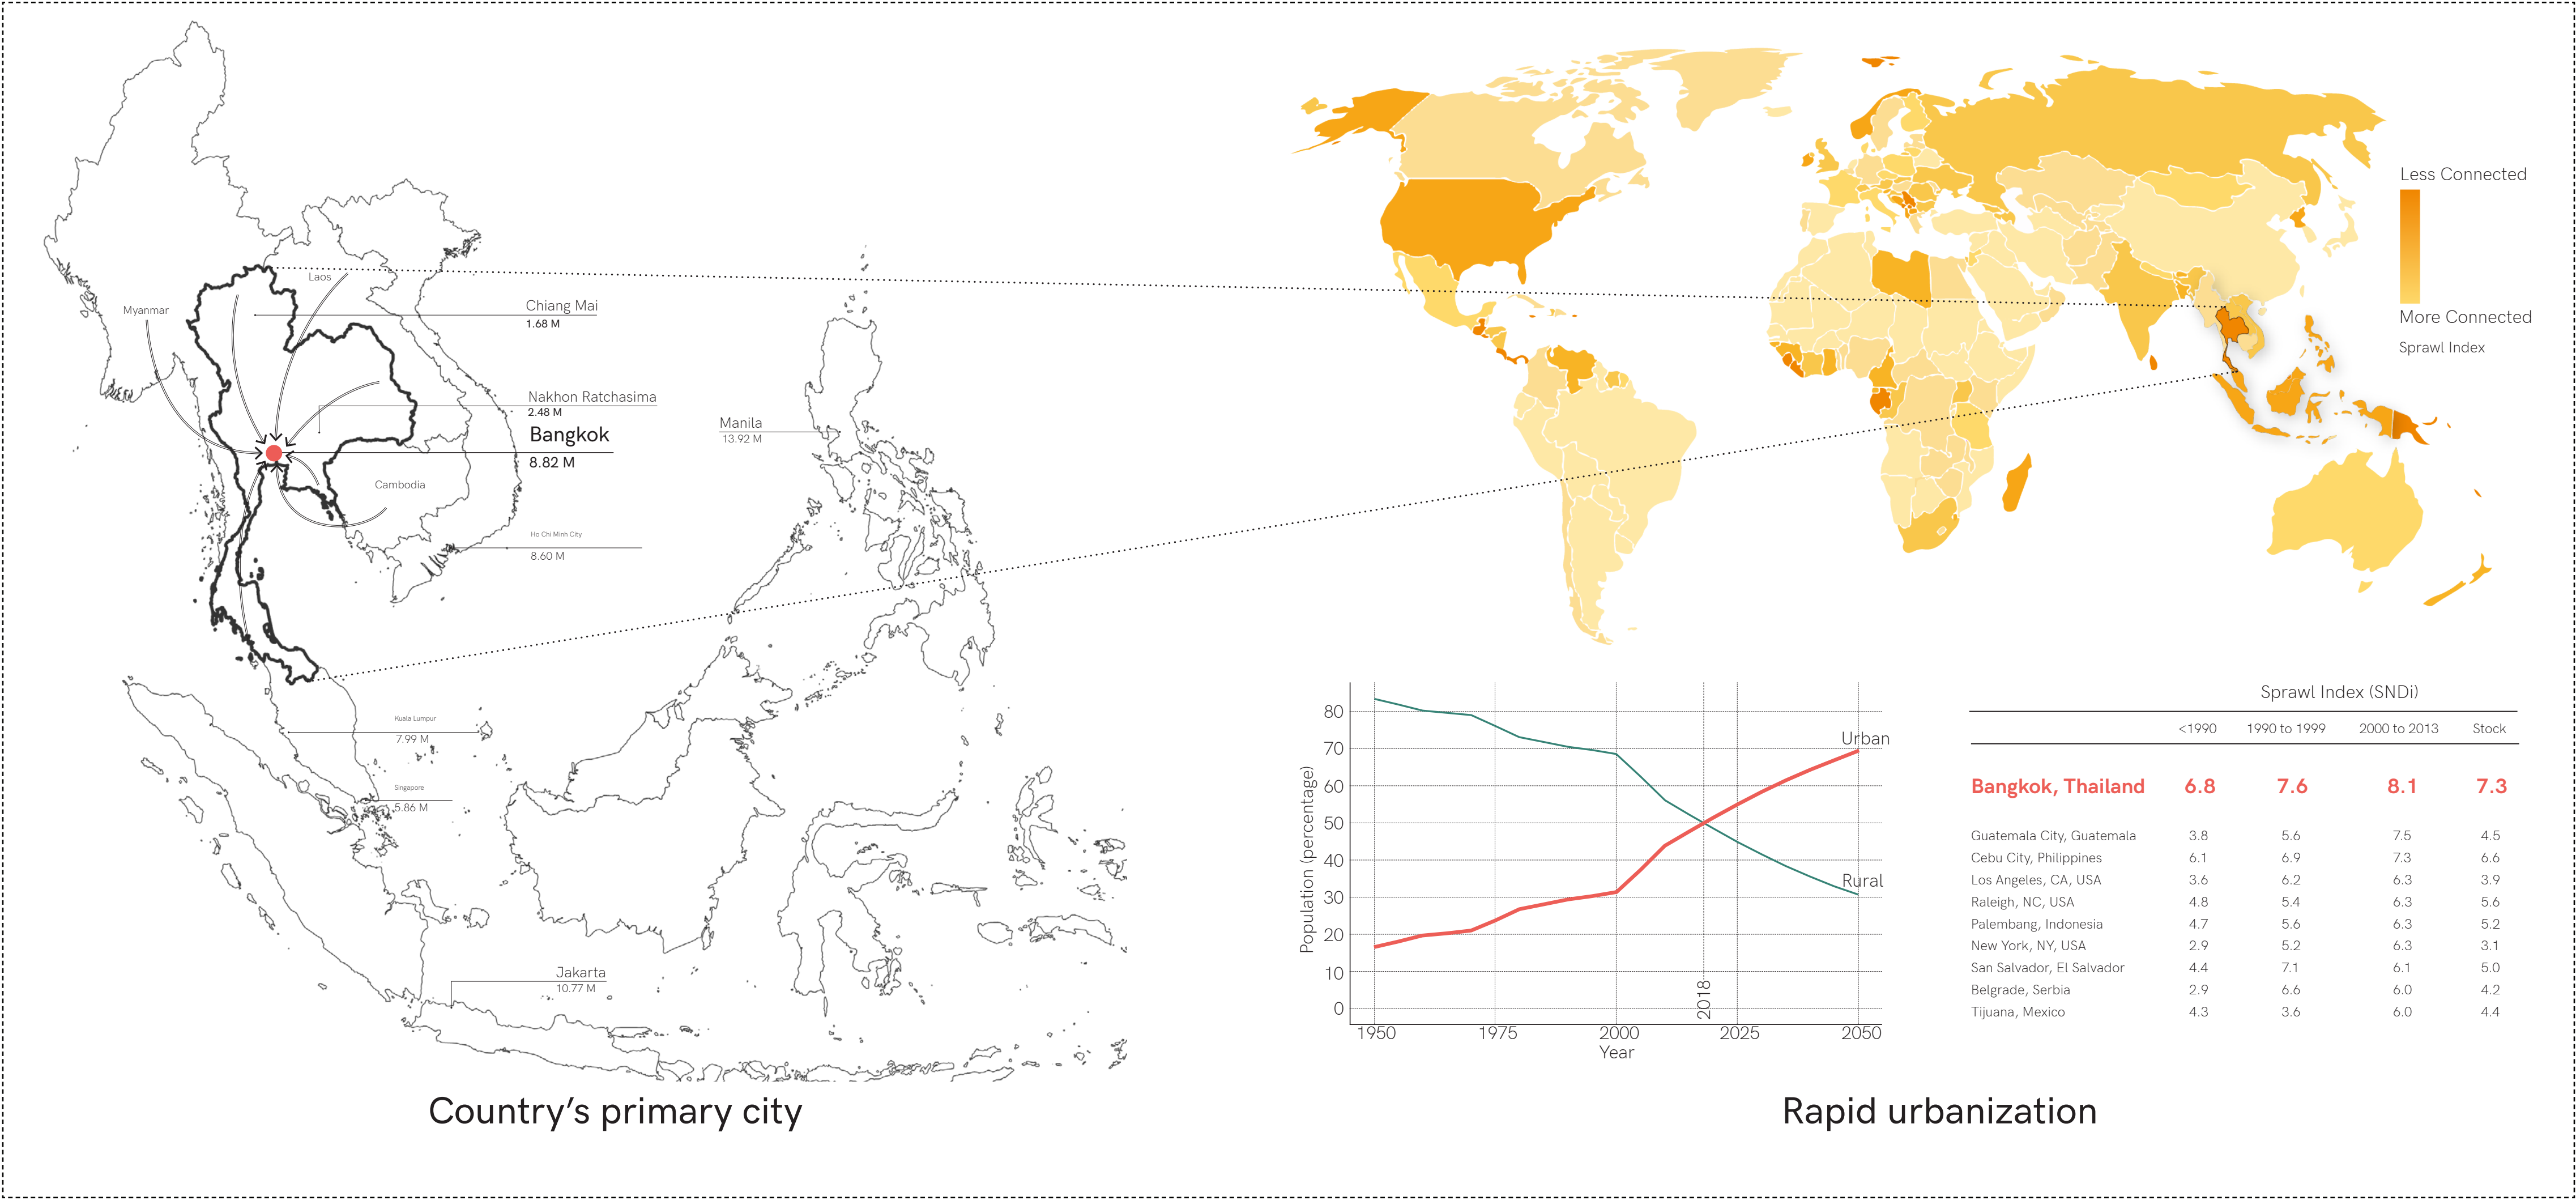 Laos
Myanmar
Chiang Mai
1.68 M
Nakhon Ratchasima
2.48 M
Bangkok
8.82 M
Manila
13.92 M
Cambodia
Ho Chi Minh City
8.60 M
Kuala Lumpur
7.99 M
Singapore
5.86 M
Jakarta
10.77 M
Country’s primary city
Less Connected
More Connected
Sprawl Index
Population (percentage)
80
70
60
50
40
30
20
10
0
Urban
Rural
2018
1950 1975 2000 2025 2050
Year
Sprawl Index (SNDi)
<1990 1990 to 1999 2000 to 2013 Stock
Bangkok, Thailand 6.8 7.6 8.1 7.3
Guatemala City, Guatemala 3.8 5.6 7.5 4.5
Cebu City, Philippines 6.1 6.9 7.3 6.6
Los Angeles, CA, USA 3.6 6.2 6.3 3.9
Raleigh, NC, USA 4.8 5.4 6.3 5.6
Palembang, Indonesia 4.7 5.6 6.3 5.2
New York, NY, USA 2.9 5.2 6.3 3.1
San Salvador, El Salvador 4.4 7.1 6.1 5.0
Belgrade, Serbia 2.9 6.6 6.0 4.2
Tijuana, Mexico 4.3 3.6 6.0 4.4
Rapid urbanization